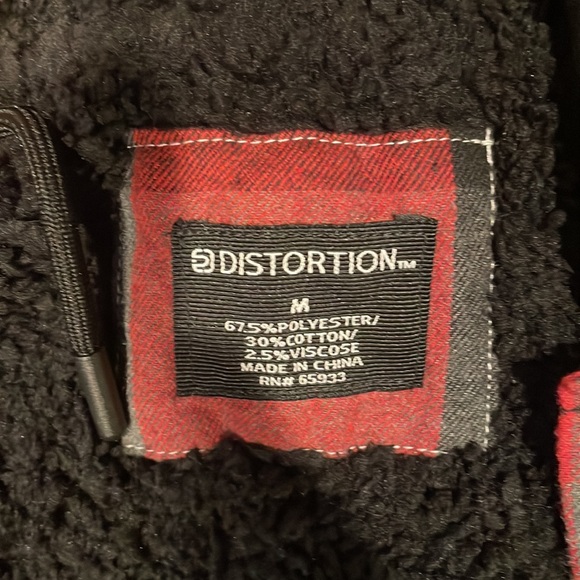 DISTORTION™
M
67.5%POLYESTER/
30%COTTON/
2.5%VISCOSE
MADE IN CHINA
RN# 65933